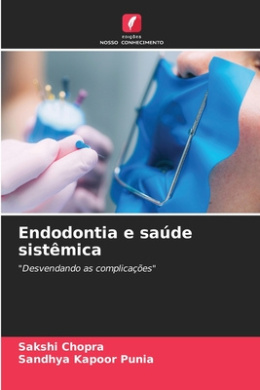 edições
NOSSO CONHECIMENTO
Endodontia e saúde
sistêmica
"Desvendando as complicações"
Sakshi Chopra
Sandhya Kapoor Punia